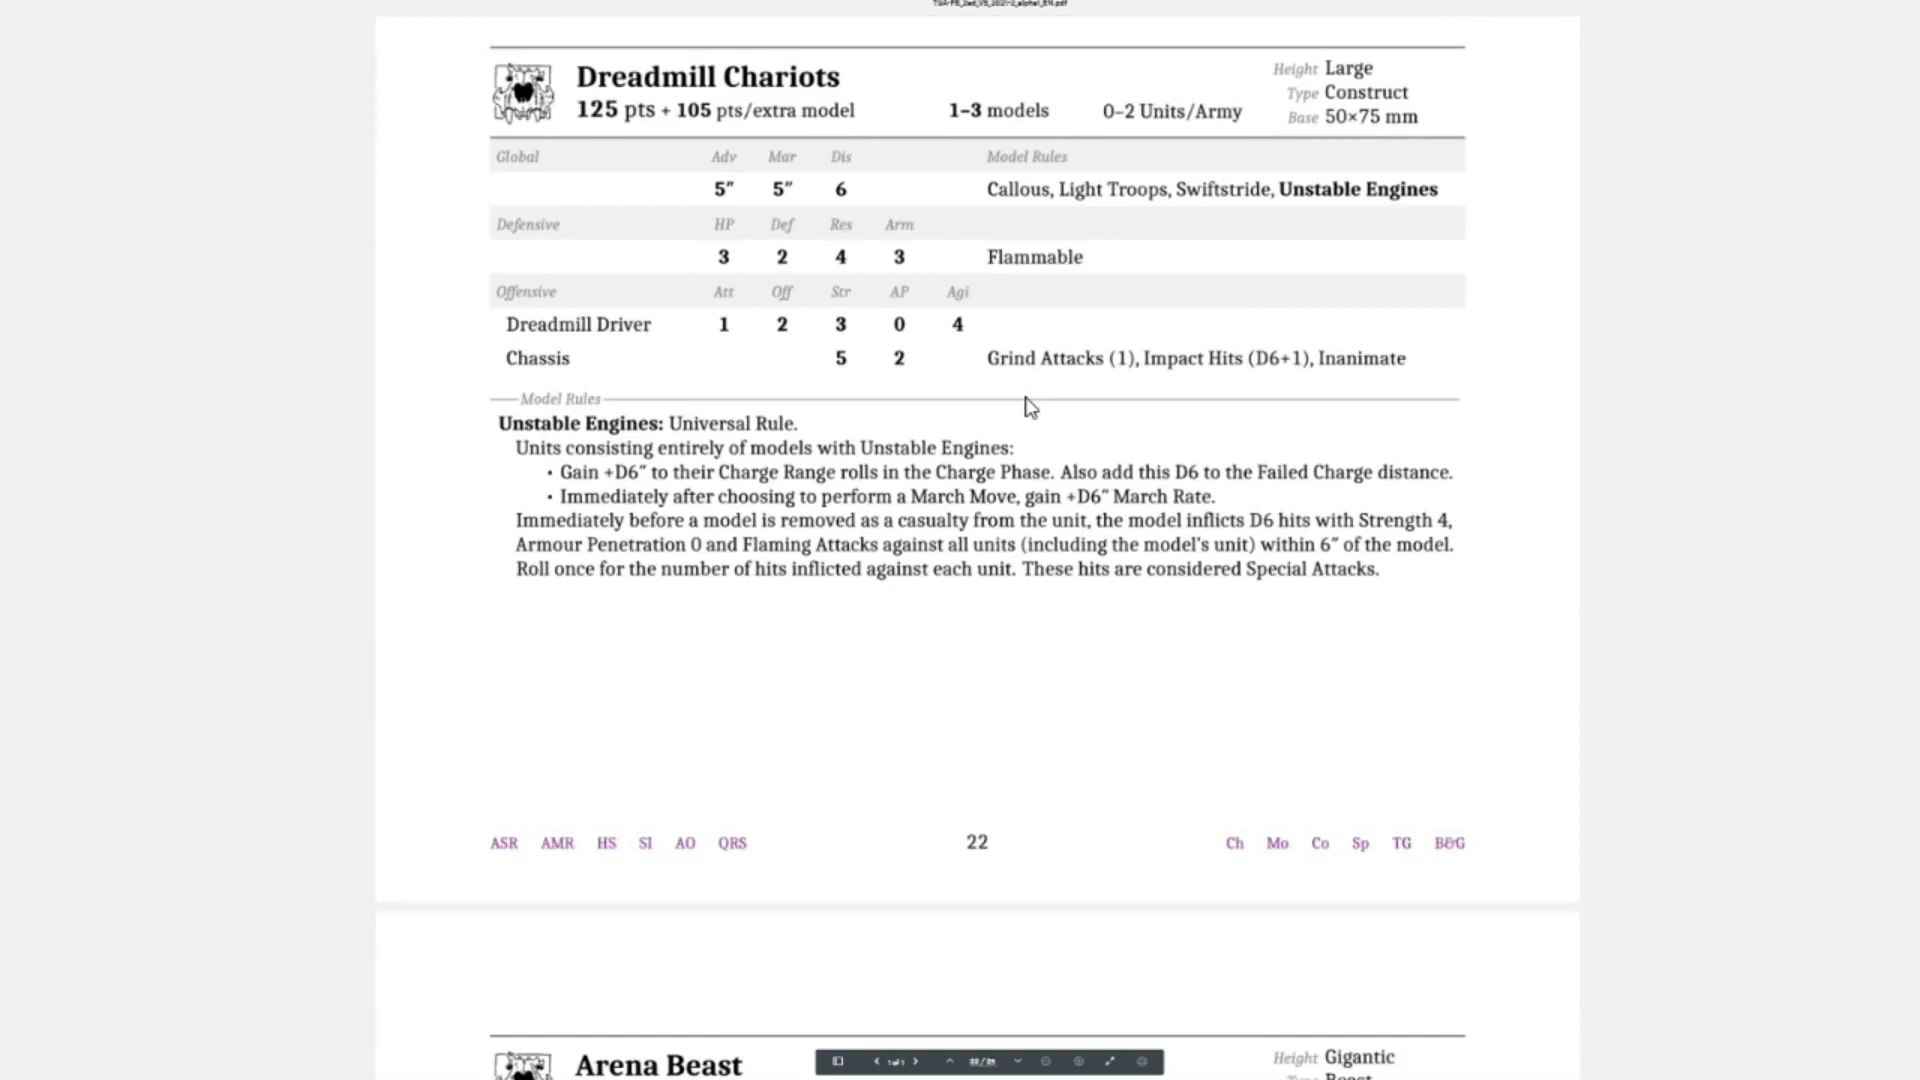 Dreadmill Chariots
125 pts + 105 pts/extra model 1–3 models 0–2 Units/Army
Height Large
Type Construct
Base 50×75 mm
Global Adv Mar Dis Model Rules
5″ 5″ 6 Callous, Light Troops, Swiftstride, Unstable Engines
Defensive HP Def Res Arm
3 2 4 3 Flammable
Offensive Att Off Str AP Agi
Dreadmill Driver 1 2 3 0 4
Chassis 5 2 Grind Attacks (1), Impact Hits (D6+1), Inanimate
Model Rules
Unstable Engines: Universal Rule.
Units consisting entirely of models with Unstable Engines:
• Gain +D6″ to their Charge Range rolls in the Charge Phase. Also add this D6 to the Failed Charge distance.
• Immediately after choosing to perform a March Move, gain +D6″ March Rate.
Immediately before a model is removed as a casualty from the unit, the model inflicts D6 hits with Strength 4,
Armour Penetration 0 and Flaming Attacks against all units (including the model's unit) within 6″ of the model.
Roll once for the number of hits inflicted against each unit. These hits are considered Special Attacks.
ASR AMR HS SI AO QRS 22 Ch Mo Co Sp TG B&G
Arena Beast
Height Gigantic
Beast